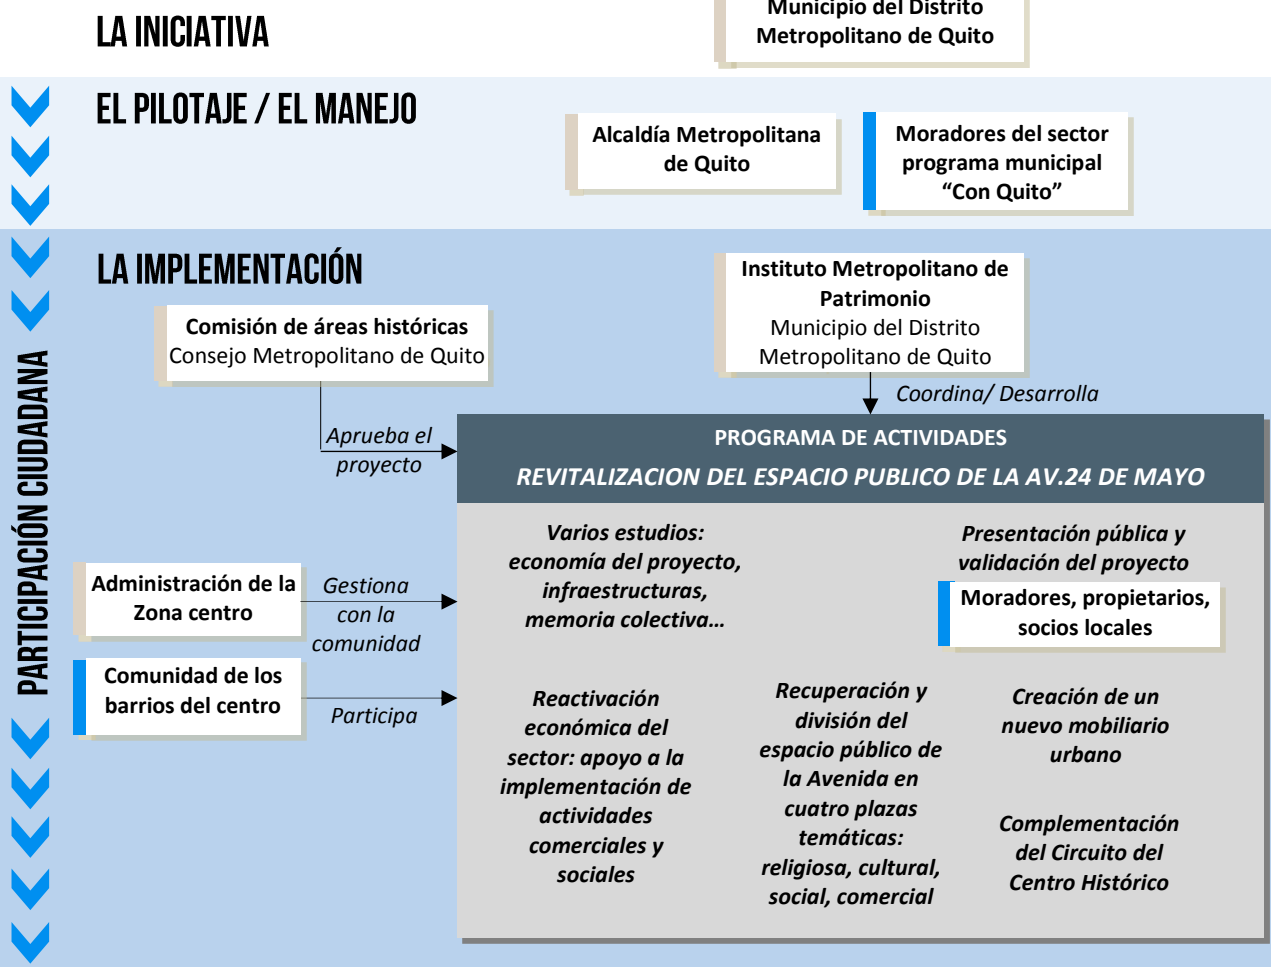 Municipio del Distrito
Metropolitano de Quito
LA INICIATIVA
EL PILOTAJE / EL MANEJO
Alcaldía Metropolitana
de Quito
Moradores del sector
programa municipal
“Con Quito”
LA IMPLEMENTACIÓN
Instituto Metropolitano de
Patrimonio
Municipio del Distrito
Metropolitano de Quito
Comisión de áreas históricas
Consejo Metropolitano de Quito
Coordina/ Desarrolla
Aprueba el
proyecto
PARTICIPACIÓN CIUDADANA
PROGRAMA DE ACTIVIDADES
REVITALIZACION DEL ESPACIO PUBLICO DE LA AV.24 DE MAYO
Varios estudios:
economía del proyecto,
infraestructuras,
memoria colectiva…
Presentación pública y
validación del proyecto
Moradores, propietarios,
socios locales
Administración de la
Zona centro
Gestiona
con la
comunidad
Comunidad de los
barrios del centro
Participa
Reactivación
económica del
sector: apoyo a la
implementación de
actividades
comerciales y
sociales
Recuperación y
división del
espacio público de
la Avenida en
cuatro plazas
temáticas:
religiosa, cultural,
social, comercial
Creación de un
nuevo mobiliario
urbano
Complementación
del Circuito del
Centro Histórico